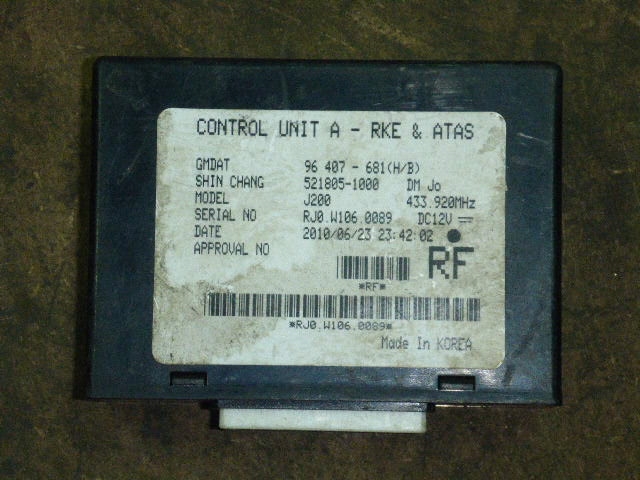 CONTROL UNIT A - RKE & ATAS
GMDAT 96 407 - 681(H/B)
SHIN CHANG 521805-1000 DM Jo
MODEL J200 433.920MHz
SERIAL NO RJ0.W106.0089 DC12V
DATE 2010/06/23 23:42:02
APPROVAL NO
RF
*RF*
*RJ0.W106.0089*
Made In KOREA